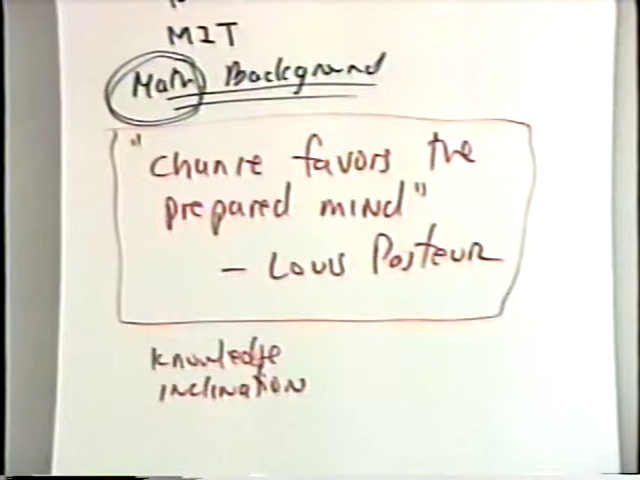 MIT
Math Background
"chance favors the
prepared mind"
- Louis Pasteur
knowledge
inclination